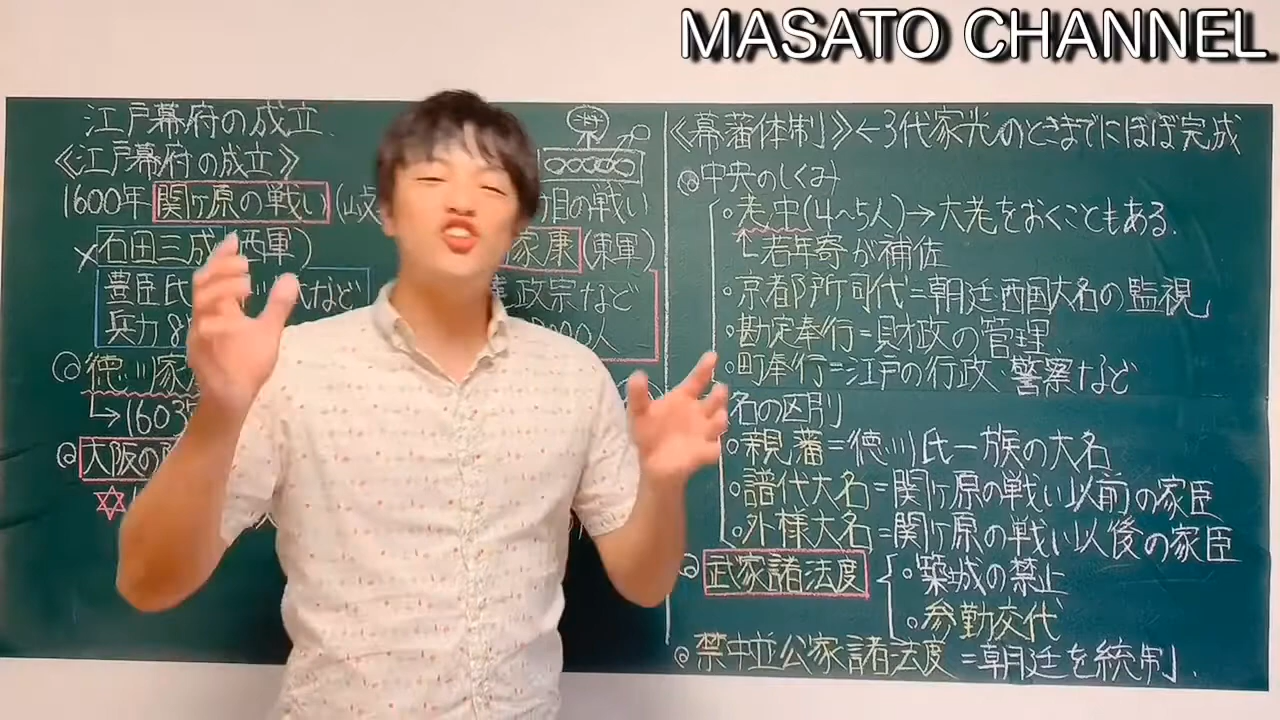 MASATO CHANNEL
江戸幕府の成立
《江戸幕府の成立》
1600年 関ヶ原の戦い (岐 目の戦い
× 石田三成 (西軍) 家康 (東軍)
豊臣氏 など 政宗など
兵力8 000人
◎徳川家
→(1603
◎大阪の
☆
《幕藩体制》←3代家光のときまでにほぼ完成
◎中央のしくみ
・老中(4〜5人)→大老をおくこともある.
↑若年寄が補佐
・京都所司代=朝廷西国大名の監視
・勘定奉行=財政の管理
・町奉行=江戸の行政・警察など
名の区別
・親藩=徳川氏一族の大名
・譜代大名=関ヶ原の戦い以前の家臣
・外様大名=関ヶ原の戦い以後の家臣
◎武家諸法度 ・築城の禁止
・参勤交代
◎禁中並公家諸法度=朝廷を統制.